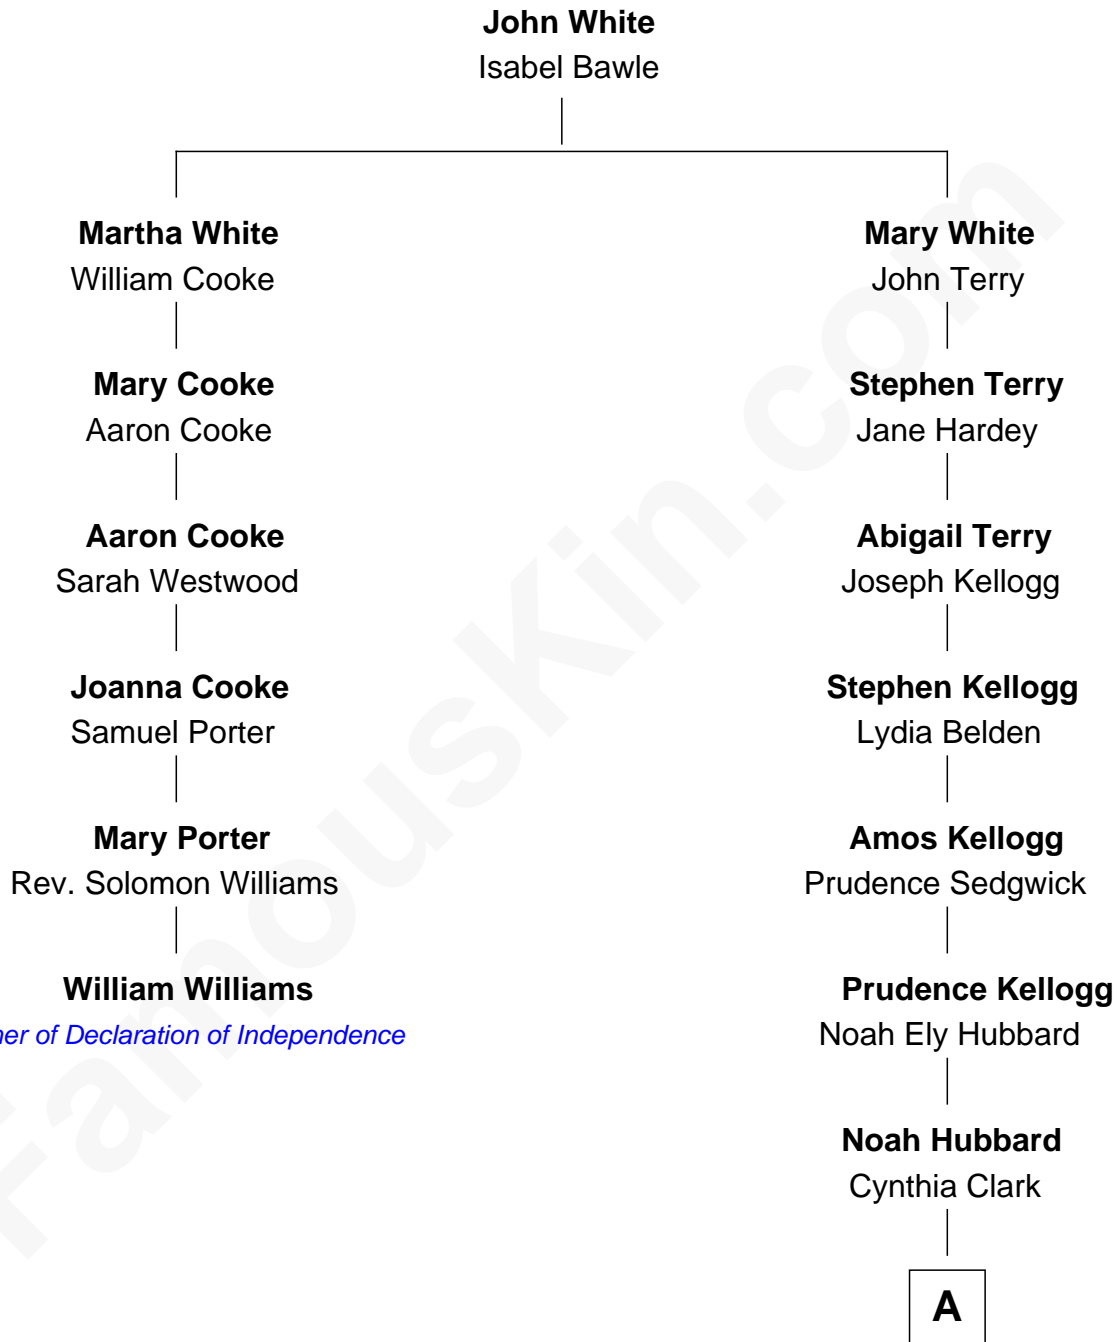 John White
Isabel Bawle
Martha White
William Cooke
Mary Cooke
Aaron Cooke
Aaron Cooke
Sarah Westwood
Joanna Cooke
Samuel Porter
Mary Porter
Rev. Solomon Williams
William Williams
ner of Declaration of Independence
Mary White
John Terry
Stephen Terry
Jane Hardey
Abigail Terry
Joseph Kellogg
Stephen Kellogg
Lydia Belden
Amos Kellogg
Prudence Sedgwick
Prudence Kellogg
Noah Ely Hubbard
Noah Hubbard
Cynthia Clark
A
FamousKin.com